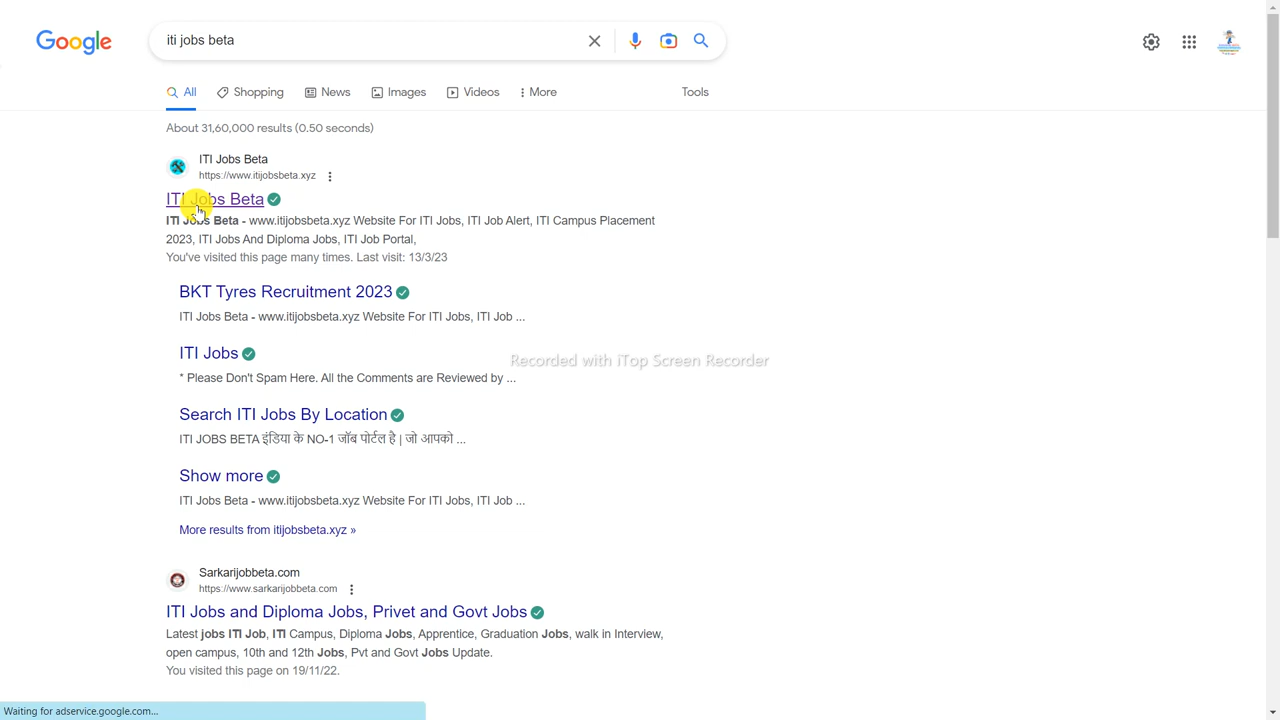 Google
iti jobs beta
All
Shopping
News
Images
Videos
More
Tools
About 31,60,000 results (0.50 seconds)
ITI Jobs Beta
https://www.itijobsbeta.xyz
ITI Jobs Beta
ITI Jobs Beta - www.itijobsbeta.xyz Website For ITI Jobs, ITI Job Alert, ITI Campus Placement
2023, ITI Jobs And Diploma Jobs, ITI Job Portal,
You've visited this page many times. Last visit: 13/3/23
BKT Tyres Recruitment 2023
ITI Jobs Beta - www.itijobsbeta.xyz Website For ITI Jobs, ITI Job ...
ITI Jobs
* Please Don't Spam Here. All the Comments are Reviewed by ...
Recorded with iTop Screen Recorder
Search ITI Jobs By Location
ITI JOBS BETA इंडिया के NO-1 जॉब पोर्टल है | जो आपको ...
Show more
ITI Jobs Beta - www.itijobsbeta.xyz Website For ITI Jobs, ITI Job ...
More results from itijobsbeta.xyz »
Sarkarijobbeta.com
https://www.sarkarijobbeta.com
ITI Jobs and Diploma Jobs, Privet and Govt Jobs
Latest jobs ITI Job, ITI Campus, Diploma Jobs, Apprentice, Graduation Jobs, walk in Interview,
open campus, 10th and 12th Jobs, Pvt and Govt Jobs Update.
You visited this page on 19/11/22.
Waiting for adservice.google.com...